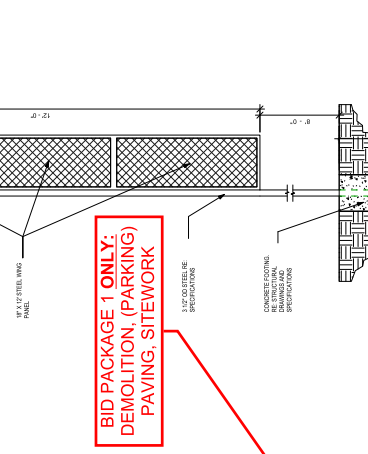 12' - 0"
8' - 0"
18" X 12' STEEL WING
PANEL
BID PACKAGE 1 ONLY:
DEMOLITION, (PARKING)
PAVING, SITEWORK
3 1/2" OD STEEL RE:
SPECIFICATIONS
CONCRETE FOOTING.
RE: STRUCTURAL
DRAWINGS AND
SPECIFICATIONS